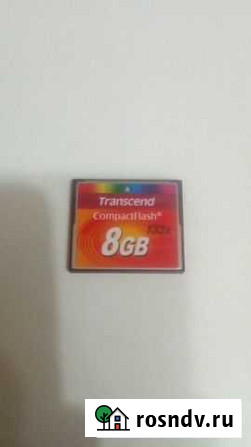 Transcend
CompactFlash®
133x
8GB
rosndv.ru